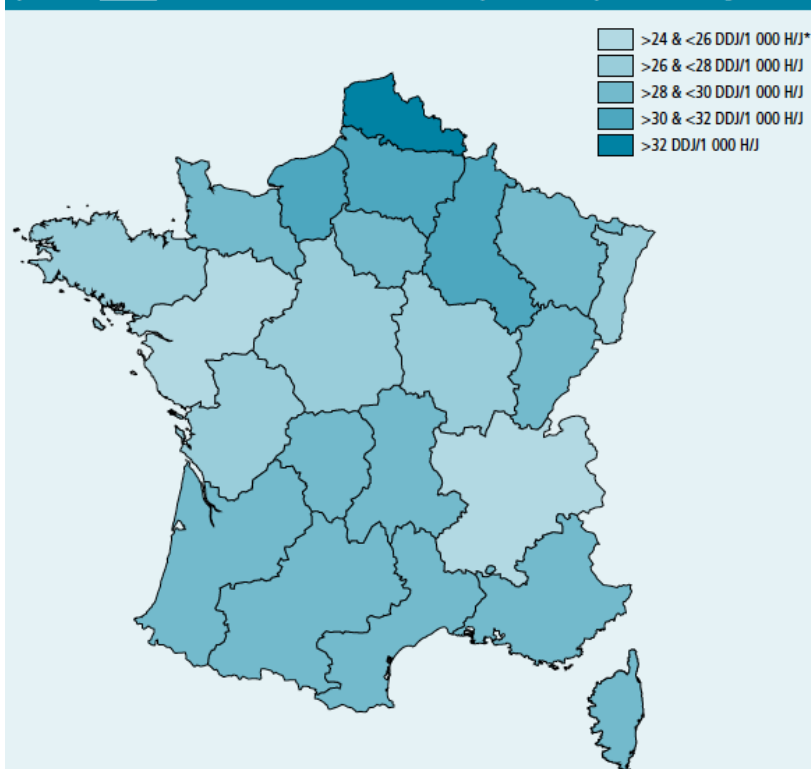 >24 & <26 DDJ/1 000 H/J*
>26 & <28 DDJ/1 000 H/J
>28 & <30 DDJ/1 000 H/J
>30 & <32 DDJ/1 000 H/J
>32 DDJ/1 000 H/J